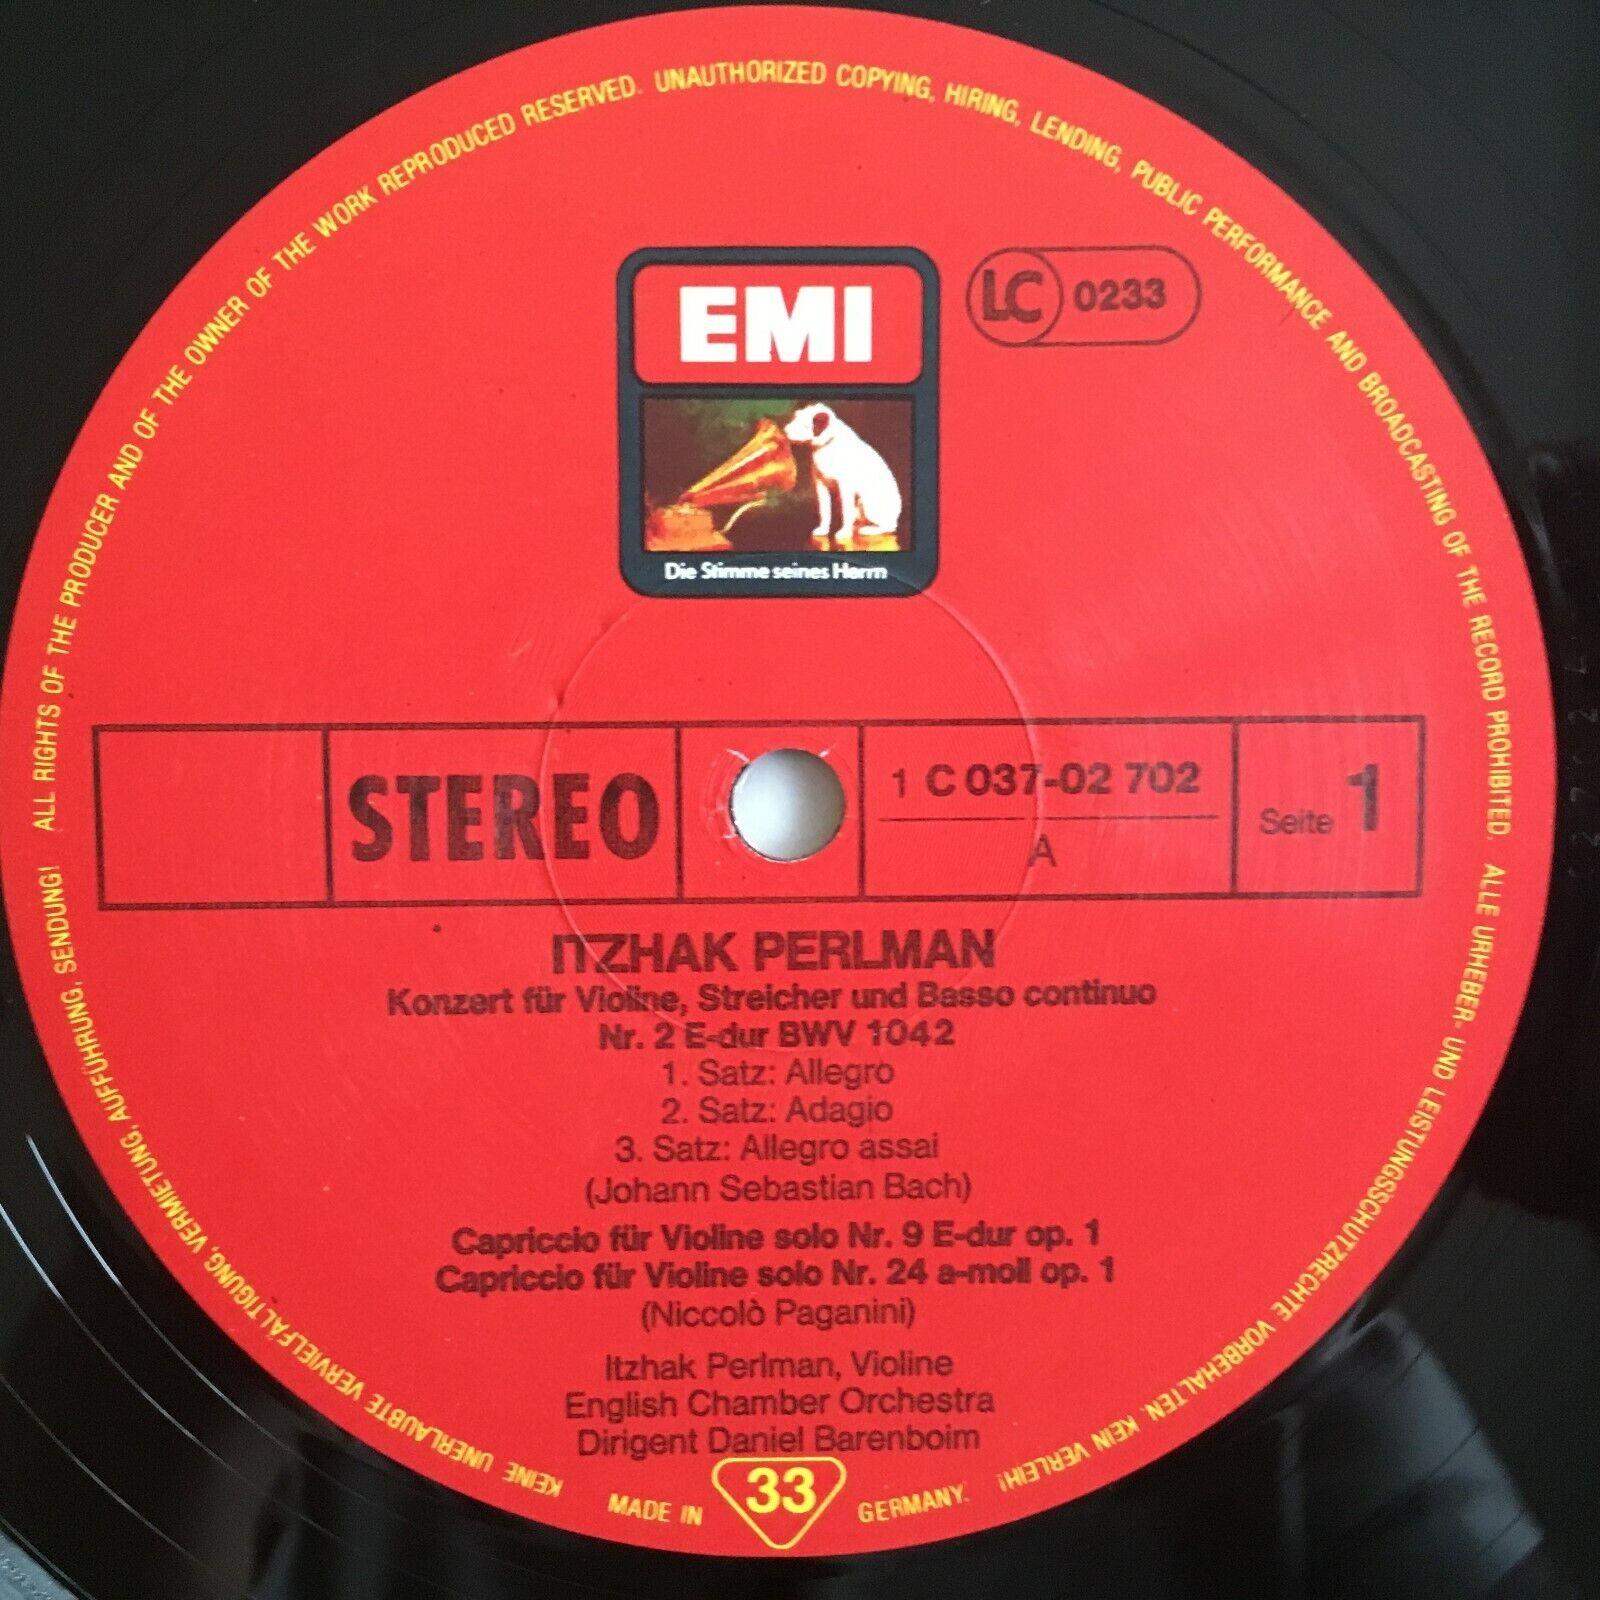 ALL RIGHTS OF THE PRODUCER AND OF THE OWNER OF THE WORK REPRODUCED RESERVED. UNAUTHORIZED COPYING, HIRING, LENDING, PUBLIC PERFORMANCE AND BROADCASTING OF THE RECORD PROHIBITED. ALLE URHEBER- UND LEISTUNGSSCHUTZRECHTE VORBEHALTEN. KEIN VERLEIH! KEINE UNERLAUBTE VERVIELFÄLTIGUNG, VERMIETUNG, AUFFÜHRUNG, SENDUNG!
EMI
LC 0233
Die Stimme seines Herrn
STEREO
1 C 037-02 702
A
Seite 1
ITZHAK PERLMAN
Konzert für Violine, Streicher und Basso continuo
Nr. 2 E-dur BWV 1042
1. Satz: Allegro
2. Satz: Adagio
3. Satz: Allegro assai
(Johann Sebastian Bach)
Capriccio für Violine solo Nr. 9 E-dur op. 1
Capriccio für Violine solo Nr. 24 a-moll op. 1
(Niccolò Paganini)
Itzhak Perlman, Violine
English Chamber Orchestra
Dirigent Daniel Barenboim
MADE IN 33 GERMANY.